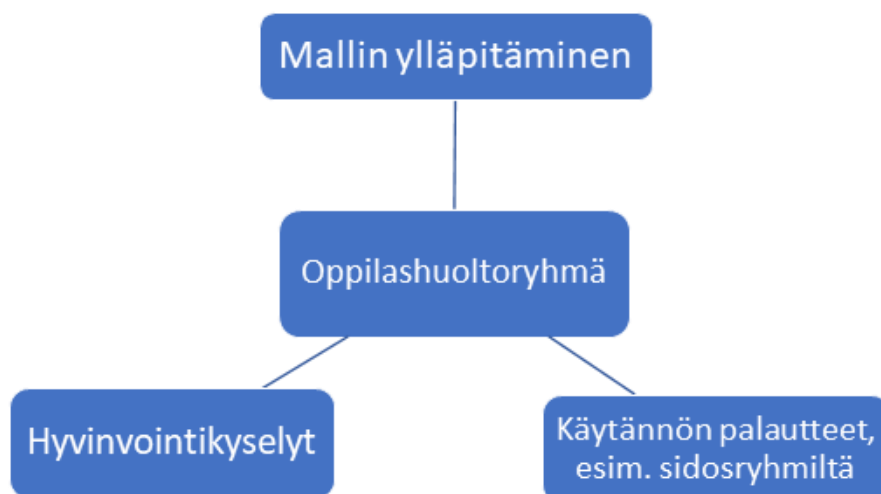 Mallin ylläpitäminen
Oppilashuoltoryhmä
Hyvinvointikyselyt
Käytännön palautteet,
esim. sidosryhmiltä